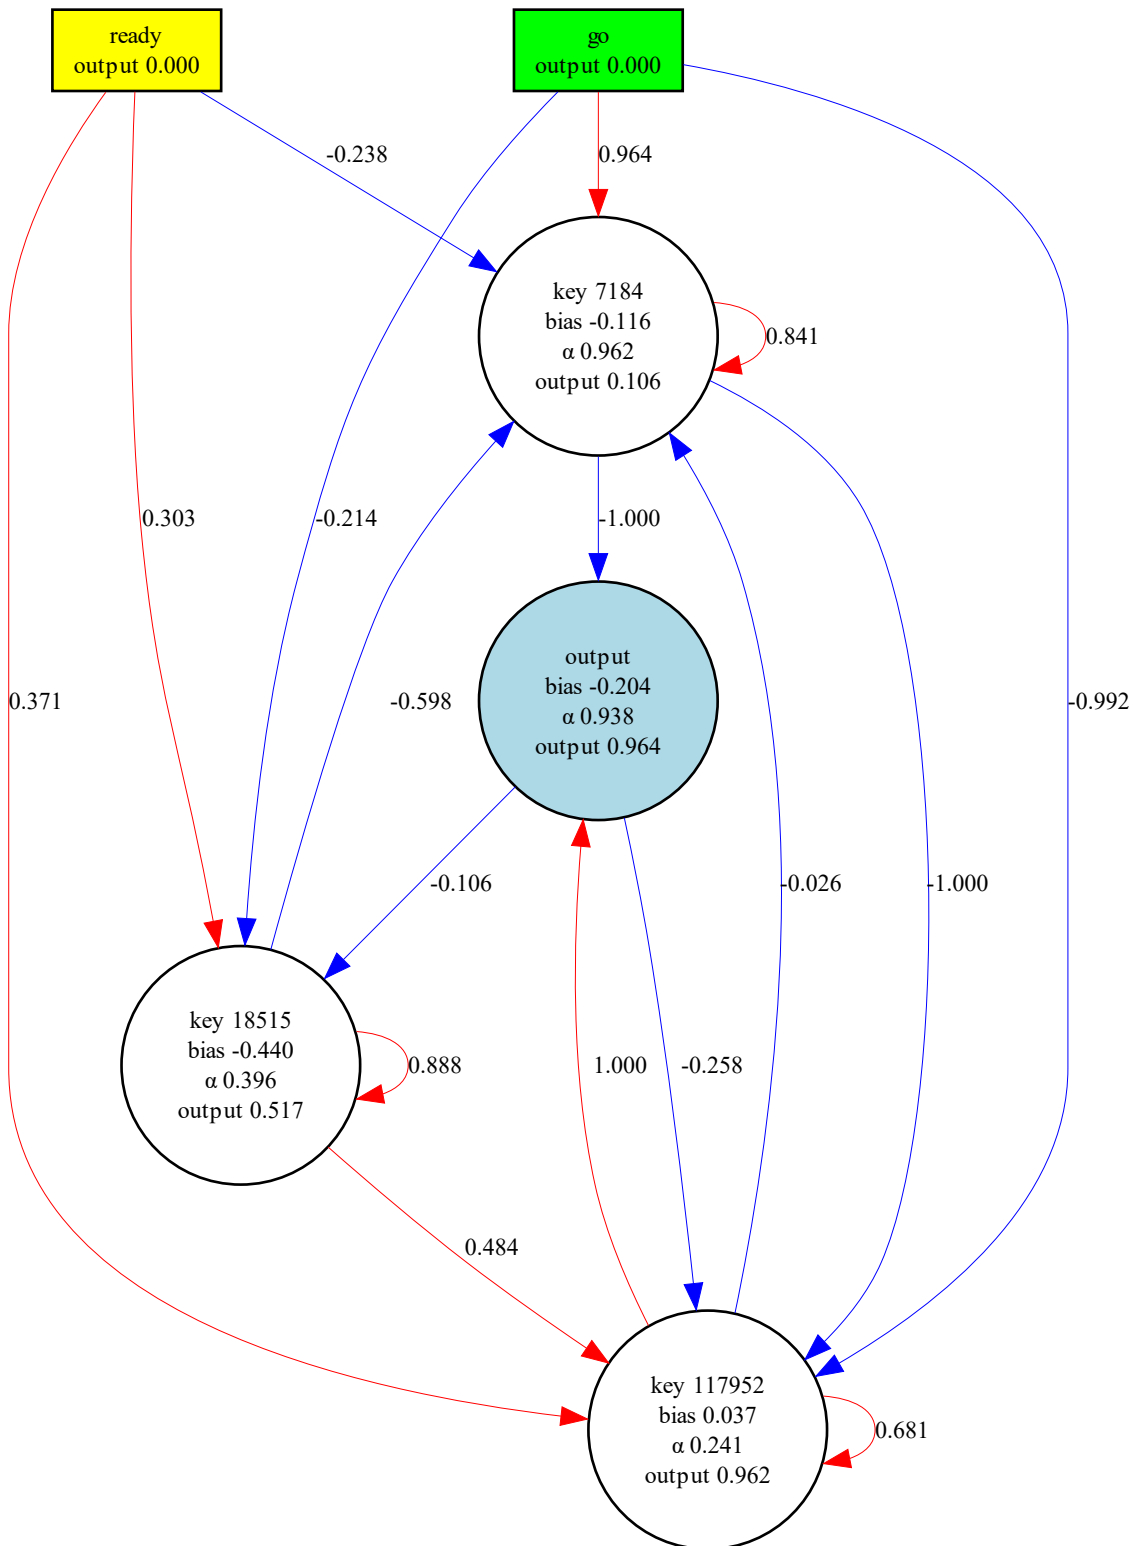 ready
output 0.000
go
output 0.000
-0.238
0.964
key 7184
bias -0.116
α 0.962
output 0.106
0.841
0.303
-0.214
-1.000
output
bias -0.204
α 0.938
output 0.964
0.371
-0.598
-0.992
-0.106
-0.026
-1.000
key 18515
bias -0.440
α 0.396
output 0.517
0.888
1.000
-0.258
0.484
key 117952
bias 0.037
α 0.241
output 0.962
0.681